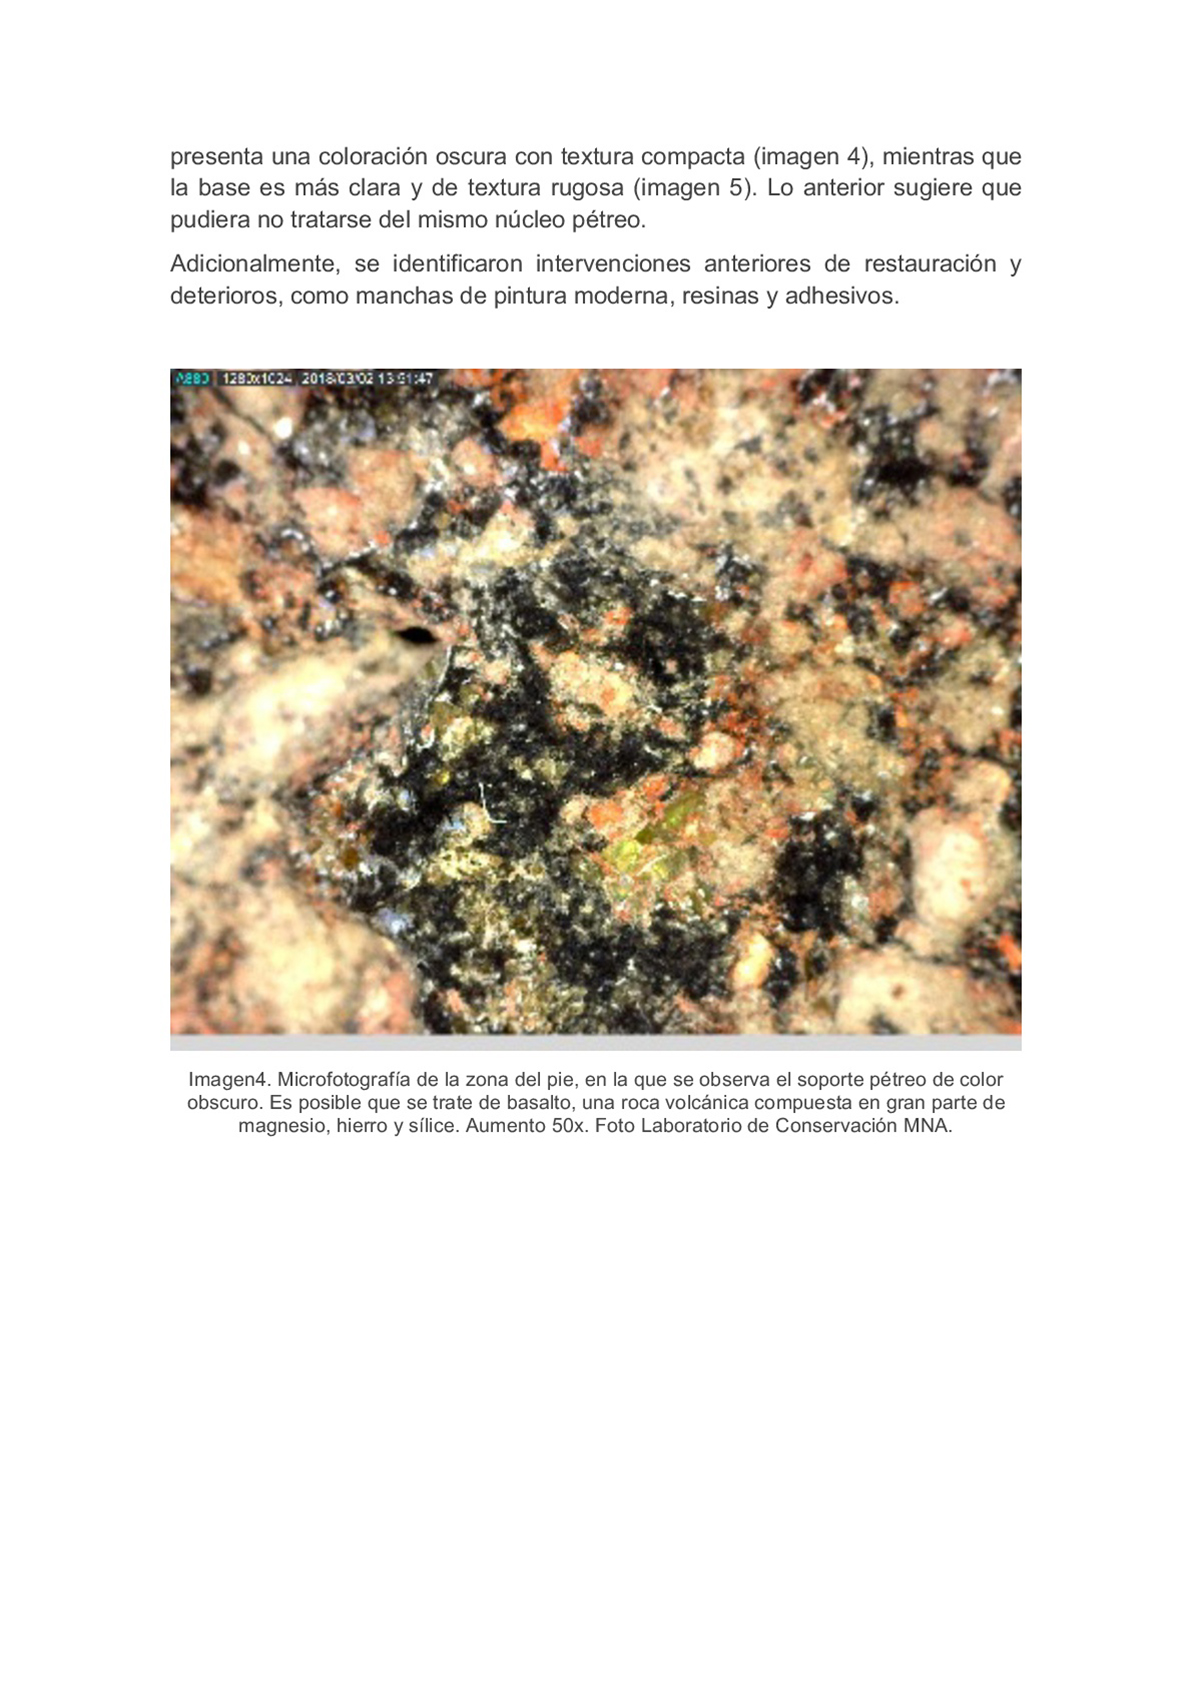 presenta una coloración oscura con textura compacta (imagen 4), mientras que
la base es más clara y de textura rugosa (imagen 5). Lo anterior sugiere que
pudiera no tratarse del mismo núcleo pétreo.
Adicionalmente, se identificaron intervenciones anteriores de restauración y
deterioros, como manchas de pintura moderna, resinas y adhesivos.
1280x1024 2018/03/02
Imagen4. Microfotografía de la zona del pie, en la que se observa el soporte pétreo de color
obscuro. Es posible que se trate de basalto, una roca volcánica compuesta en gran parte de
magnesio, hierro y sílice. Aumento 50x. Foto Laboratorio de Conservación MNA.